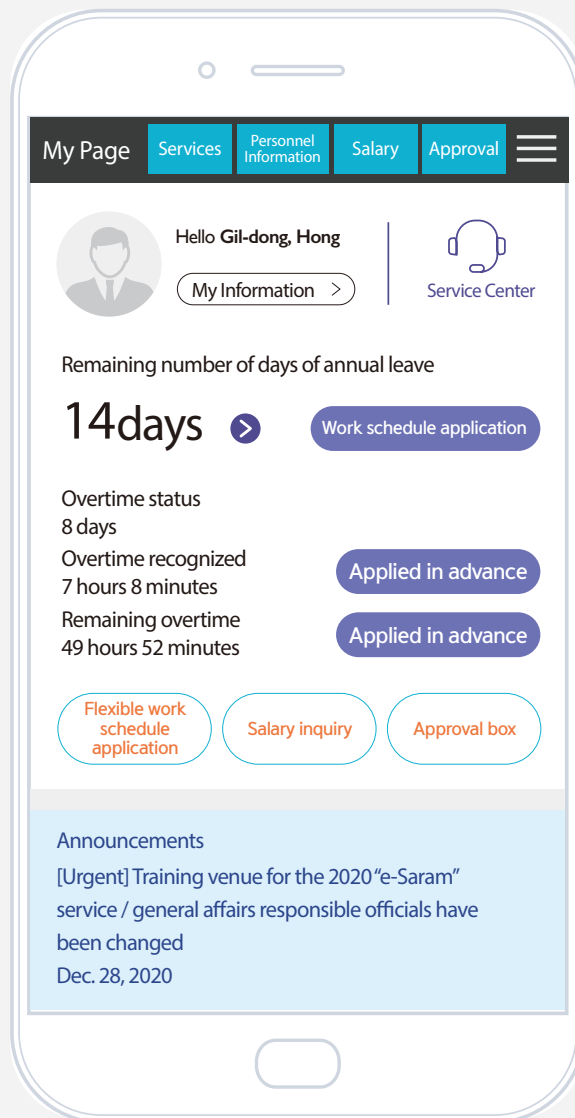 My Page
Services
Personnel
Information
Salary
Approval
Hello Gil-dong, Hong
My Information >
Service Center
Remaining number of days of annual leave
14days
Work schedule application
Overtime status
8 days
Overtime recognized
7 hours 8 minutes
Applied in advance
Remaining overtime
49 hours 52 minutes
Applied in advance
Flexible work
schedule
application
Salary inquiry
Approval box
Announcements
[Urgent] Training venue for the 2020 “e-Saram”
service / general affairs responsible officials have
been changed
Dec. 28, 2020